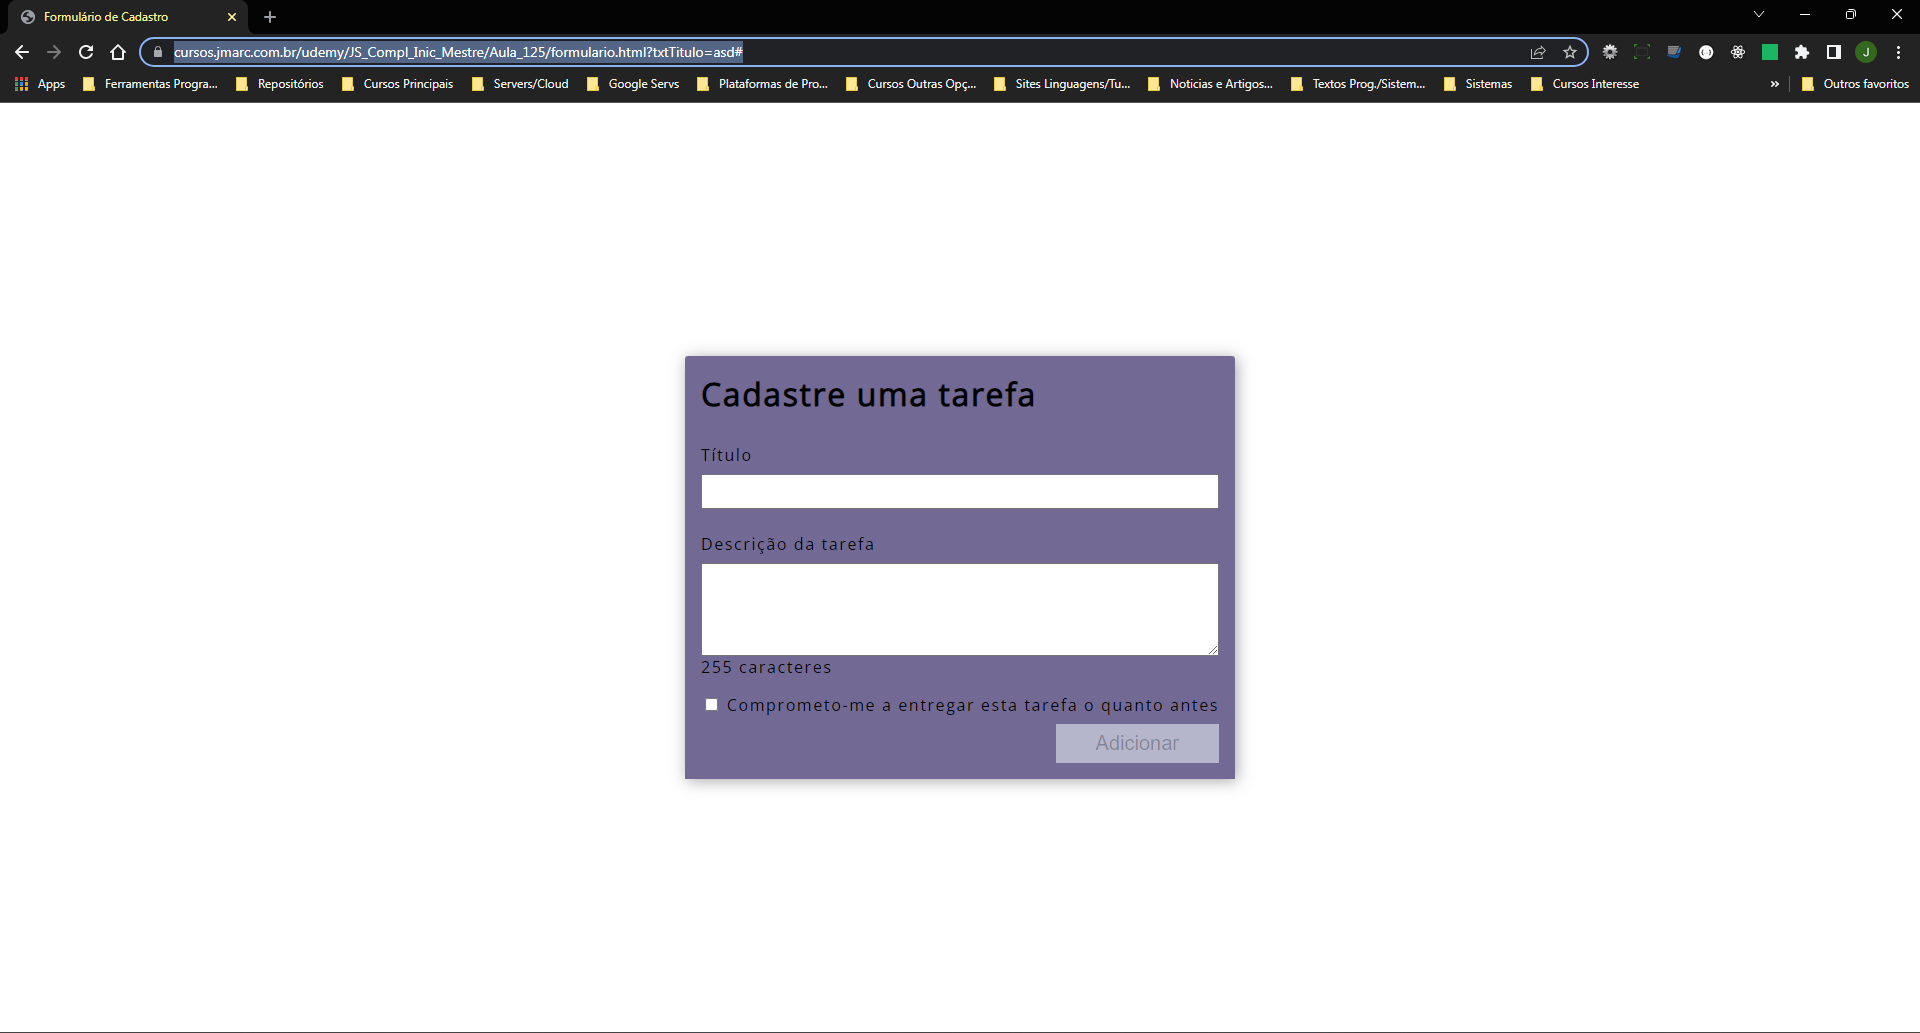 Formulário de Cadastro
cursos.jmarc.com.br/udemy/JS_Compl_Inic_Mestre/Aula_125/formulario.html?txtTitulo=asd#
J
Apps Ferramentas Progra... Repositórios Cursos Principais Servers/Cloud Google Servs Plataformas de Pro... Cursos Outras Opç... Sites Linguagens/Tu... Noticias e Artigos... Textos Prog./Sistem... Sistemas Cursos Interesse » Outros favoritos
Cadastre uma tarefa
Título
Descrição da tarefa
255 caracteres
Comprometo-me a entregar esta tarefa o quanto antes
Adicionar